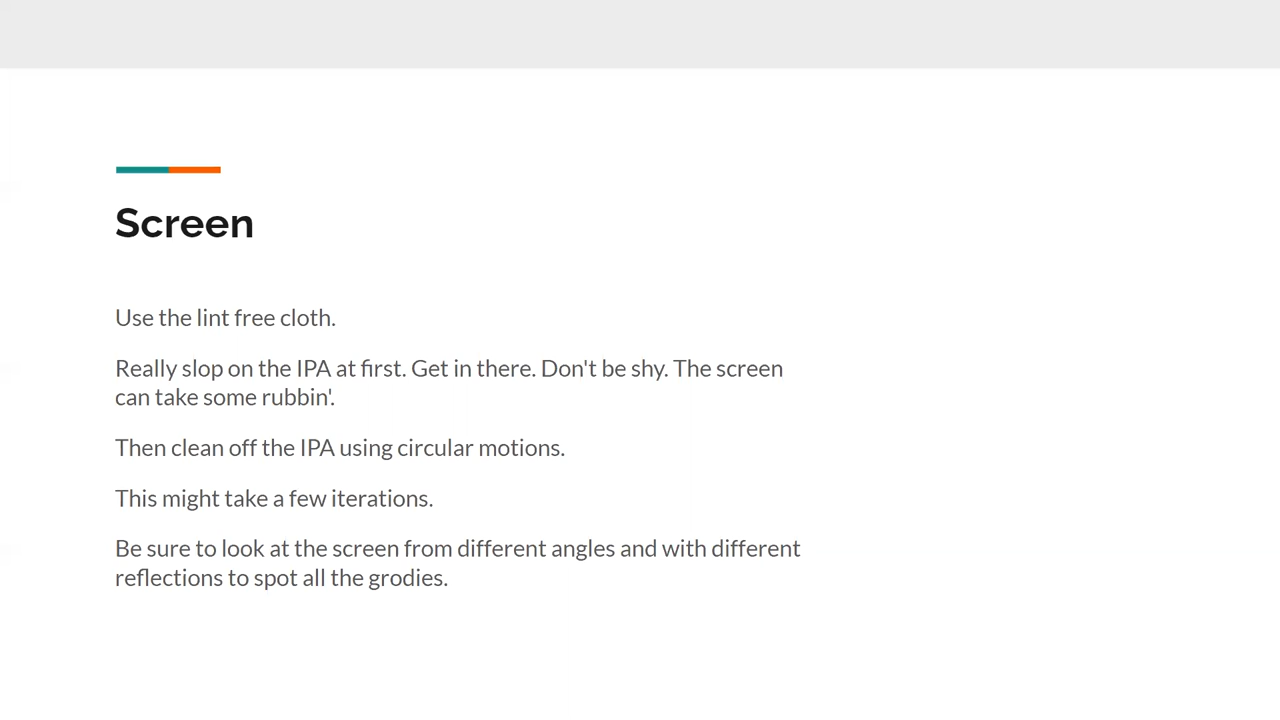 Screen
Use the lint free cloth.
Really slop on the IPA at first. Get in there. Don't be shy. The screen
can take some rubbin'.
Then clean off the IPA using circular motions.
This might take a few iterations.
Be sure to look at the screen from different angles and with different
reflections to spot all the grodies.